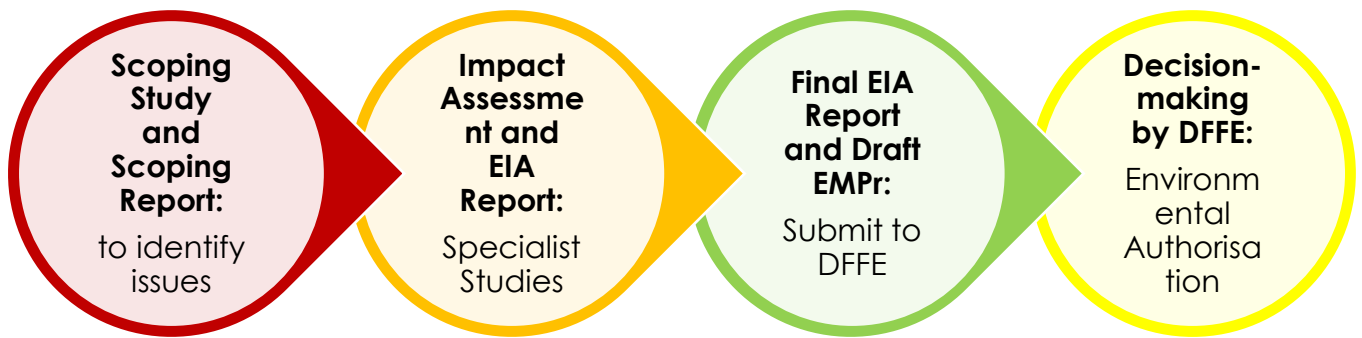 Scoping
Study
and
Scoping
Report:
to identify
issues
Impact
Assessme
nt and
EIA
Report:
Specialist
Studies
Final EIA
Report
and Draft
EMPr:
Submit to
DFFE
Decision-
making
by DFFE:
Environm
ental
Authorisa
tion